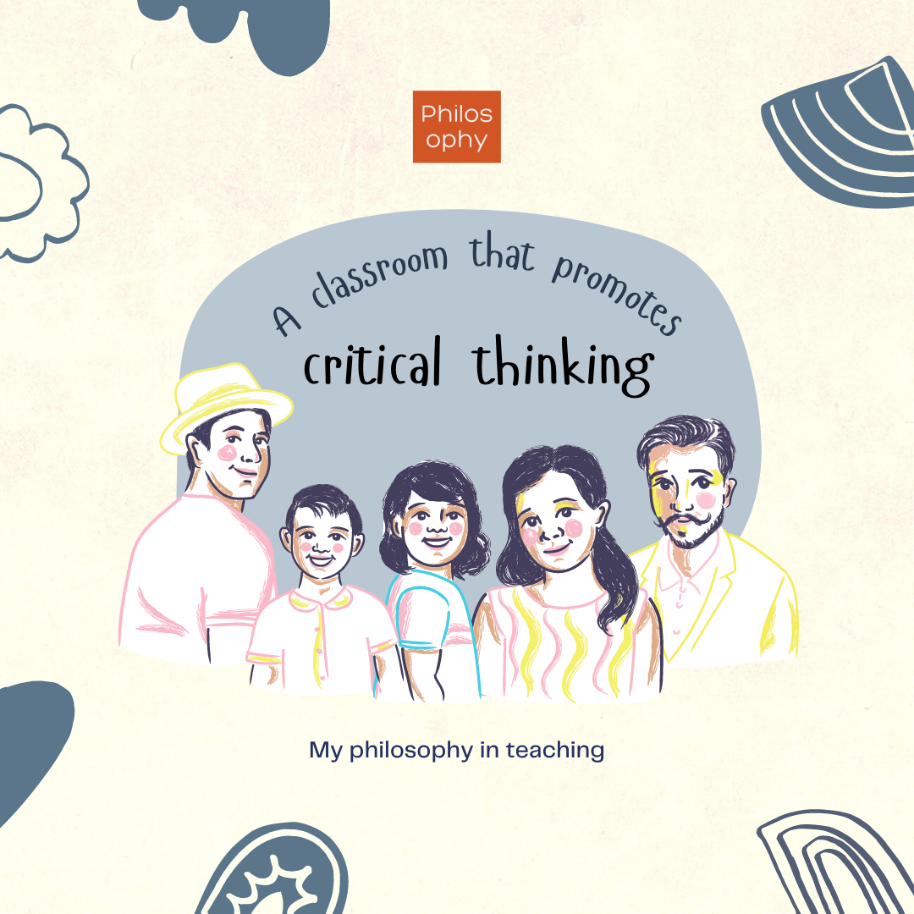 Philos
ophy
A classroom that promotes
critical thinking
My philosophy in teaching